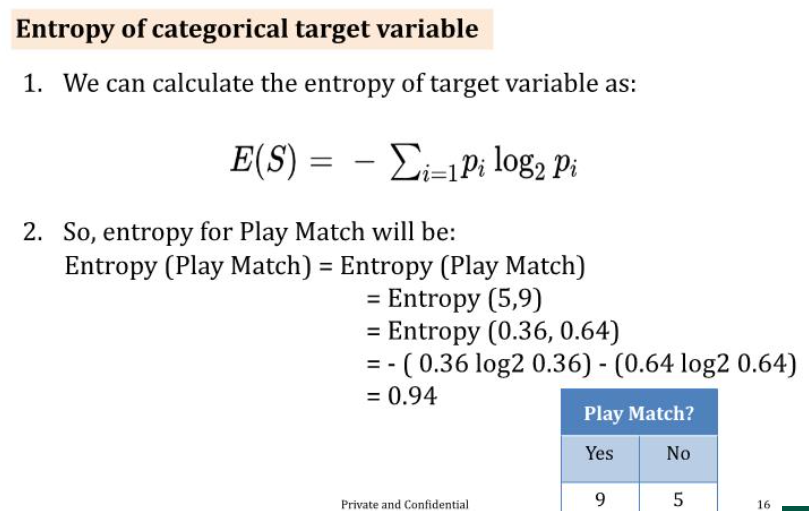 Entropy of categorical target variable
1. We can calculate the entropy of target variable as:
E(S) = − ∑i=1 pi log2 pi
2. So, entropy for Play Match will be:
Entropy (Play Match) = Entropy (Play Match)
= Entropy (5,9)
= Entropy (0.36, 0.64)
= - ( 0.36 log2 0.36) - (0.64 log2 0.64)
= 0.94
Play Match?
Yes No
9 5
Private and Confidential
16